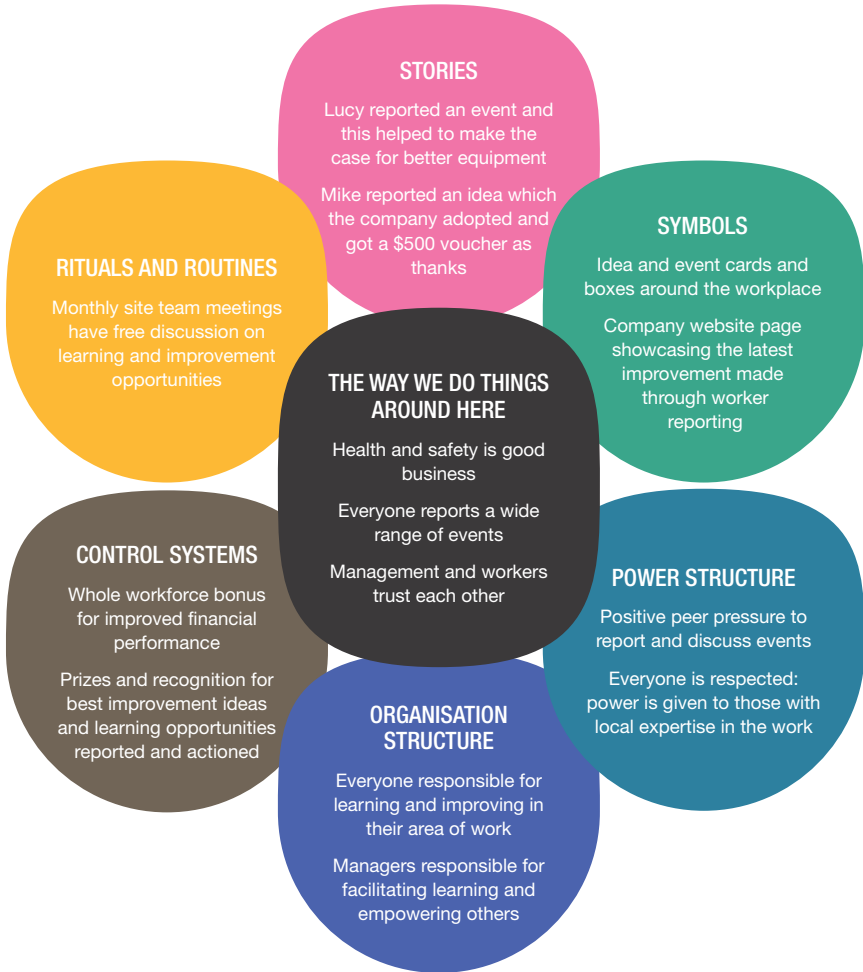 STORIES
Lucy reported an event and
this helped to make the
case for better equipment
Mike reported an idea which
the company adopted and
got a $500 voucher as
thanks
RITUALS AND ROUTINES
Monthly site team meetings
have free discussion on
learning and improvement
opportunities
SYMBOLS
Idea and event cards and
boxes around the workplace
Company website page
showcasing the latest
improvement made
through worker
reporting
THE WAY WE DO THINGS
AROUND HERE
Health and safety is good
business
Everyone reports a wide
range of events
Management and workers
trust each other
CONTROL SYSTEMS
Whole workforce bonus
for improved financial
performance
Prizes and recognition for
best improvement ideas
and learning opportunities
reported and actioned
POWER STRUCTURE
Positive peer pressure to
report and discuss events
Everyone is respected:
power is given to those with
local expertise in the work
ORGANISATION
STRUCTURE
Everyone responsible for
learning and improving in
their area of work
Managers responsible for
facilitating learning and
empowering others